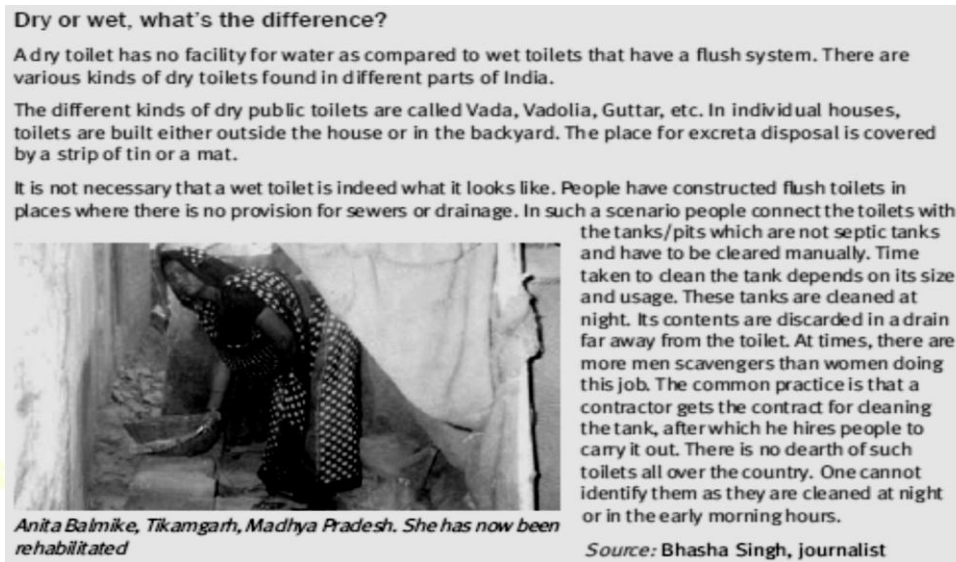 Dry or wet, what's the difference?
A dry toilet has no facility for water as compared to wet toilets that have a flush system. There are
various kinds of dry toilets found in different parts of India.
The different kinds of dry public toilets are called Vada, Vadolia, Guttar, etc. In individual houses,
toilets are built either outside the house or in the backyard. The place for excreta disposal is covered
by a strip of tin or a mat.
It is not necessary that a wet toilet is indeed what it looks like. People have constructed flush toilets in
places where there is no provision for sewers or drainage. In such a scenario people connect the toilets with
the tanks/pits which are not septic tanks
and have to be cleared manually. Time
taken to clean the tank depends on its size
and usage. These tanks are cleaned at
night. Its contents are discarded in a drain
far away from the toilet. At times, there are
more men scavengers than women doing
this job. The common practice is that a
contractor gets the contract for cleaning
the tank, after which he hires people to
carry it out. There is no dearth of such
toilets all over the country. One cannot
identify them as they are cleaned at night
or in the early morning hours.
Source: Bhasha Singh, journalist
Anita Balmike, Tikamgarh, Madhya Pradesh. She has now been
rehabilitated